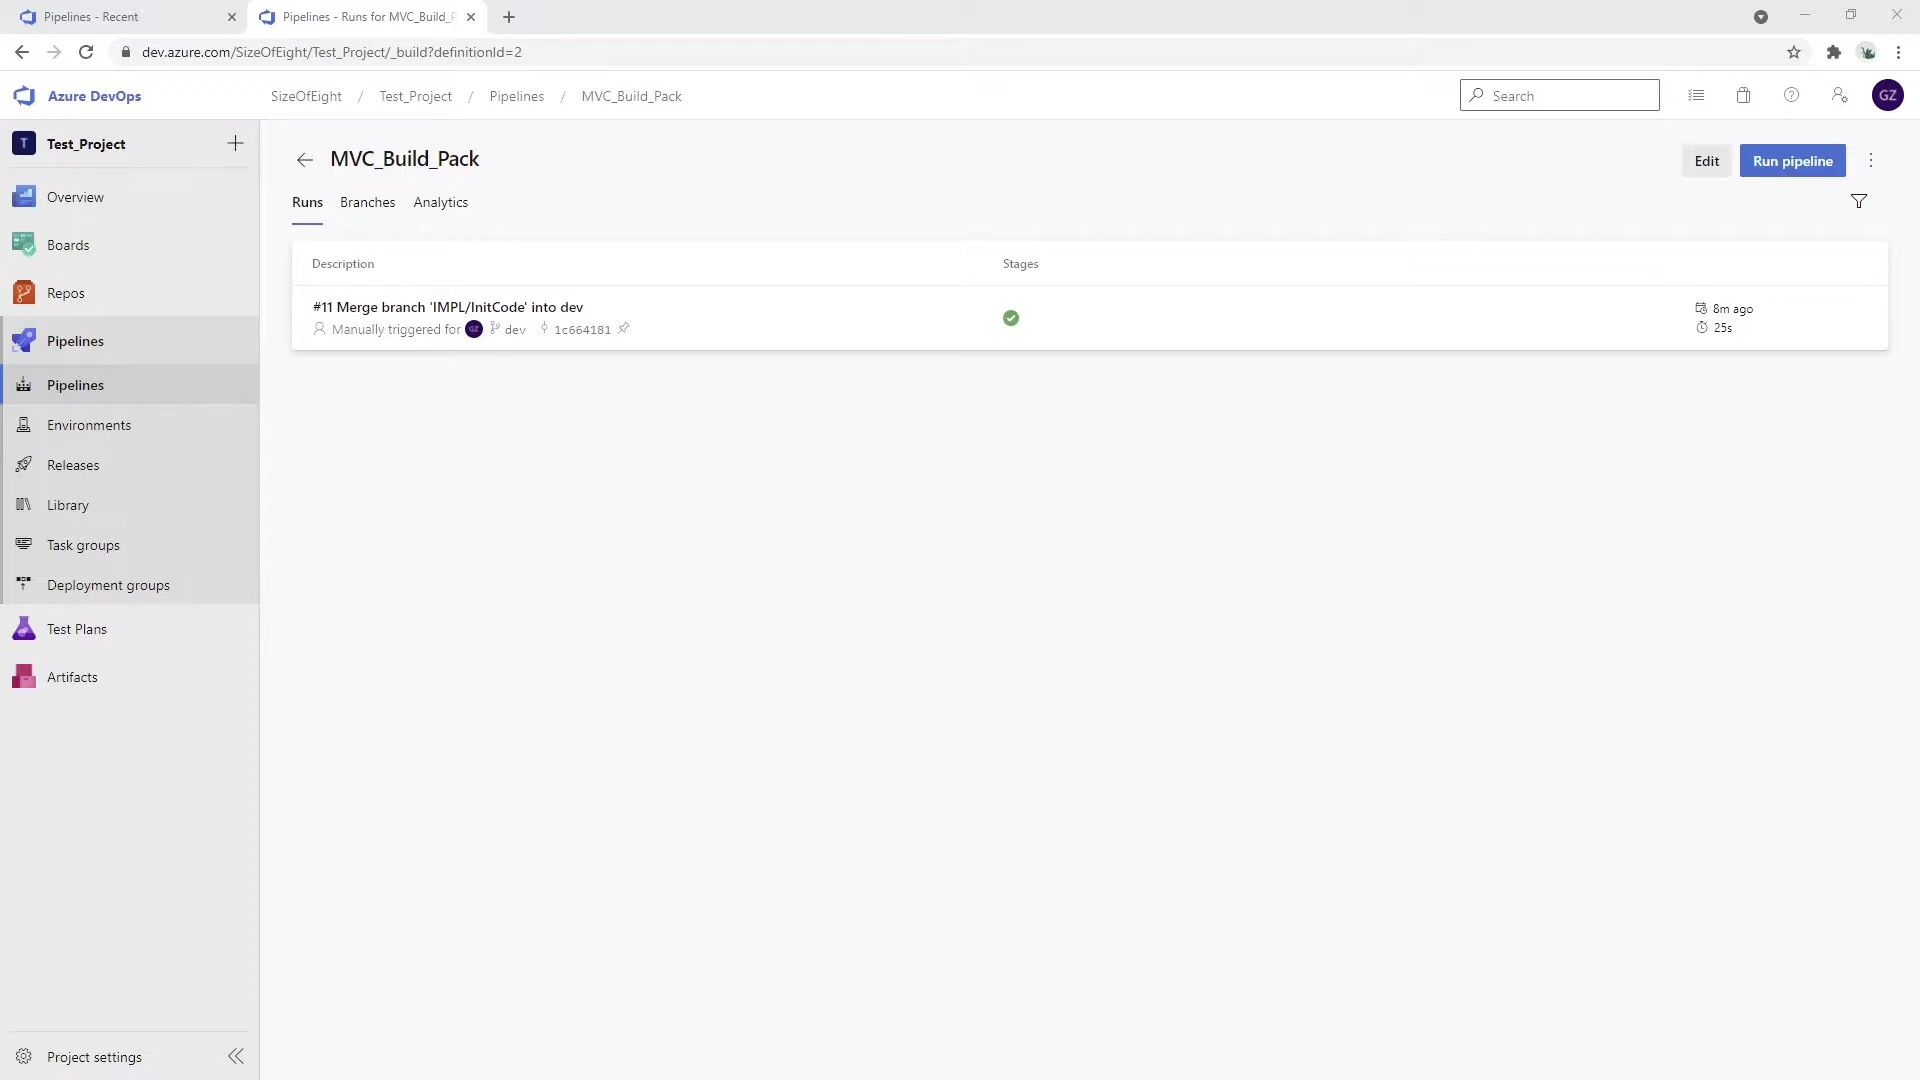 Pipelines - Recent
Pipelines - Runs for MVC_Build_P
dev.azure.com/SizeOfEight/Test_Project/_build?definitionId=2
Azure DevOps
SizeOfEight / Test_Project / Pipelines / MVC_Build_Pack
Search
GZ
T Test_Project
MVC_Build_Pack
Edit
Run pipeline
Overview
Runs
Branches
Analytics
Boards
Description
Stages
Repos
#11 Merge branch 'IMPL/InitCode' into dev
8m ago
Manually triggered for GZ dev 1c664181
25s
Pipelines
Pipelines
Environments
Releases
Library
Task groups
Deployment groups
Test Plans
Artifacts
Project settings